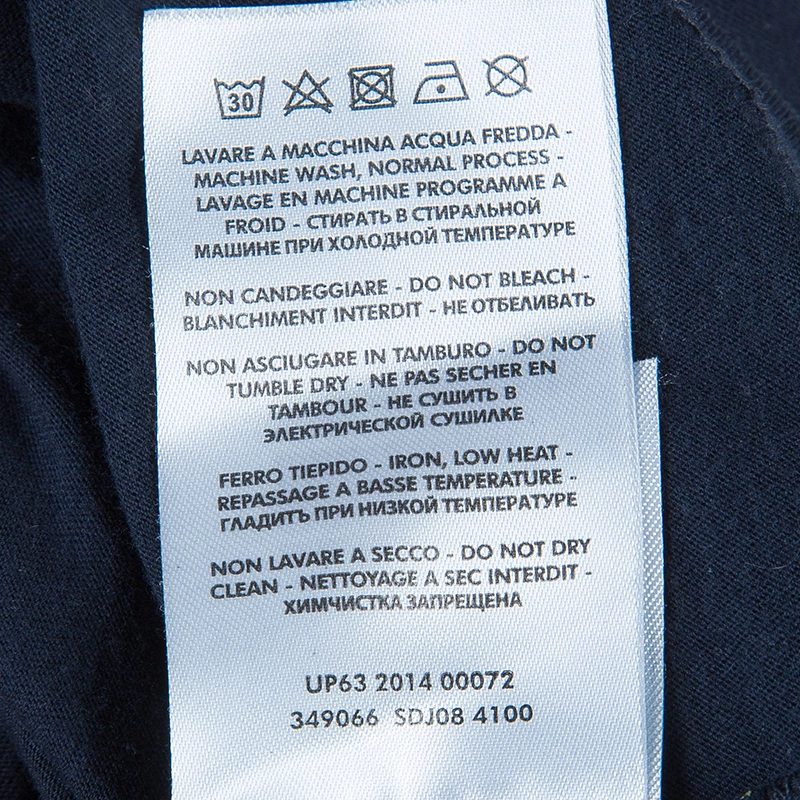 30
LAVARE A MACCHINA ACQUA FREDDA -
MACHINE WASH, NORMAL PROCESS -
LAVAGE EN MACHINE PROGRAMME A
FROID - СТИРАТЬ В СТИРАЛЬНОЙ
МАШИНЕ ПРИ ХОЛОДНОЙ ТЕМПЕРАТУРЕ
NON CANDEGGIARE - DO NOT BLEACH -
BLANCHIMENT INTERDIT - НЕ ОТБЕЛИВАТЬ
NON ASCIUGARE IN TAMBURO - DO NOT
TUMBLE DRY - NE PAS SECHER EN
TAMBOUR - НЕ СУШИТЬ В
ЭЛЕКТРИЧЕСКОЙ СУШИЛКЕ
FERRO TIEPIDO - IRON, LOW HEAT -
REPASSAGE A BASSE TEMPERATURE -
ГЛАДИТЬ ПРИ НИЗКОЙ ТЕМПЕРАТУРЕ
NON LAVARE A SECCO - DO NOT DRY
CLEAN - NETTOYAGE A SEC INTERDIT -
ХИМЧИСТКА ЗАПРЕЩЕНА
UP63 2014 00072
349066 SDJ08 4100